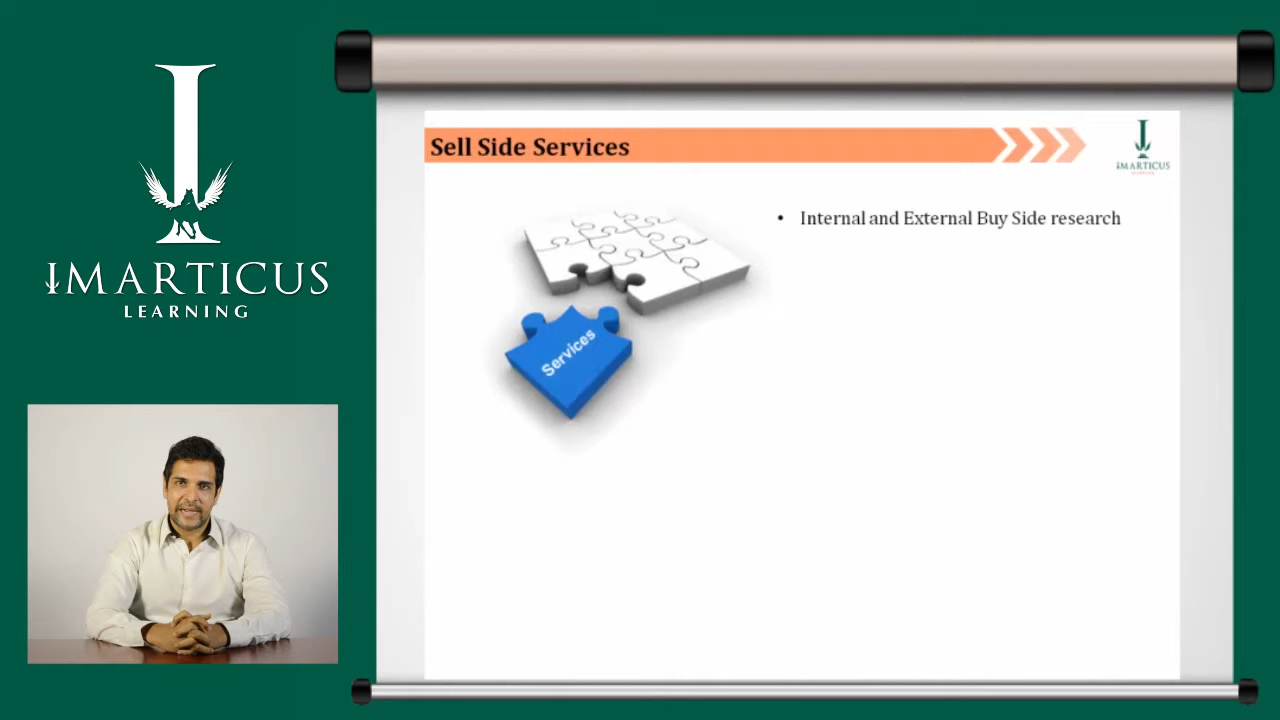 IMARTICUS
LEARNING
Sell Side Services
IMARTICUS
• Internal and External Buy Side research
Services